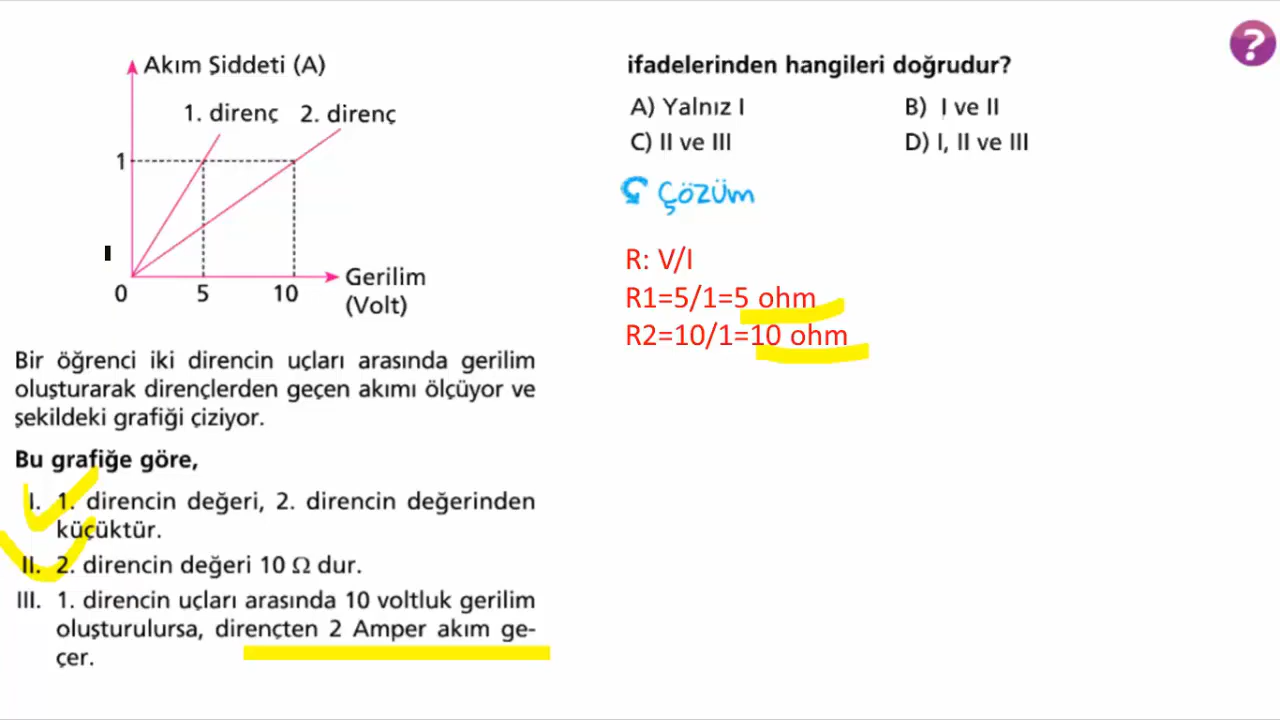 Akım Şiddeti (A)
1. direnç 2. direnç
1
0 5 10
Gerilim
(Volt)
Bir öğrenci iki direncin uçları arasında gerilim
oluşturarak dirençlerden geçen akımı ölçüyor ve
şekildeki grafiği çiziyor.
Bu grafiğe göre,
I. 1. direncin değeri, 2. direncin değerinden
küçüktür.
II. 2. direncin değeri 10 Ω dur.
III. 1. direncin uçları arasında 10 voltluk gerilim
oluşturulursa, dirençten 2 Amper akım ge-
çer.
ifadelerinden hangileri doğrudur?
A) Yalnız I B) I ve II
C) II ve III D) I, II ve III
Çözüm
R: V/I
R1=5/1=5 ohm
R2=10/1=10 ohm
?